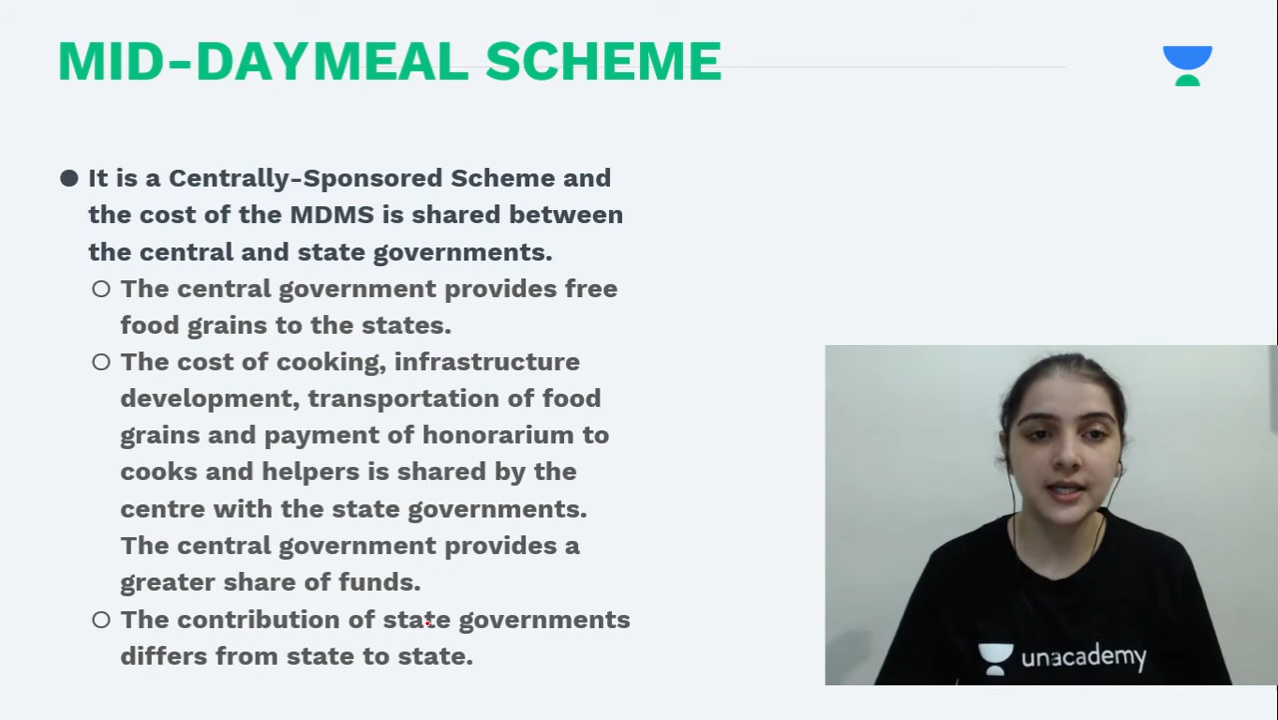 MID-DAYMEAL SCHEME
● It is a Centrally-Sponsored Scheme and
the cost of the MDMS is shared between
the central and state governments.
○ The central government provides free
food grains to the states.
○ The cost of cooking, infrastructure
development, transportation of food
grains and payment of honorarium to
cooks and helpers is shared by the
centre with the state governments.
The central government provides a
greater share of funds.
○ The contribution of state governments
differs from state to state.
unacademy